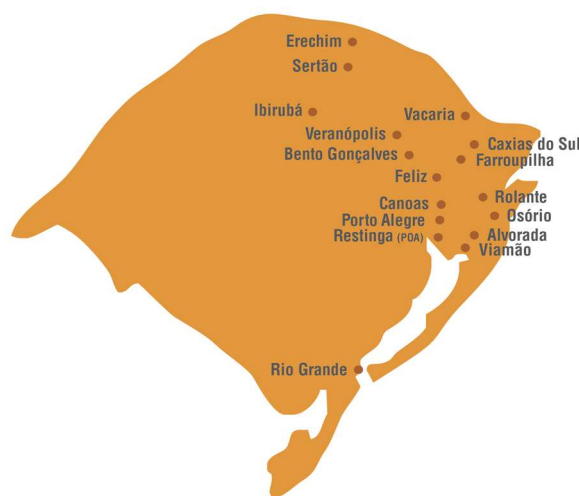 Erechim
Sertão
Ibirubá
Vacaria
Veranópolis
Caxias do Sul
Bento Gonçalves
Farroupilha
Feliz
Rolante
Canoas
Osório
Porto Alegre
Restinga (POA)
Alvorada
Viamão
Rio Grande